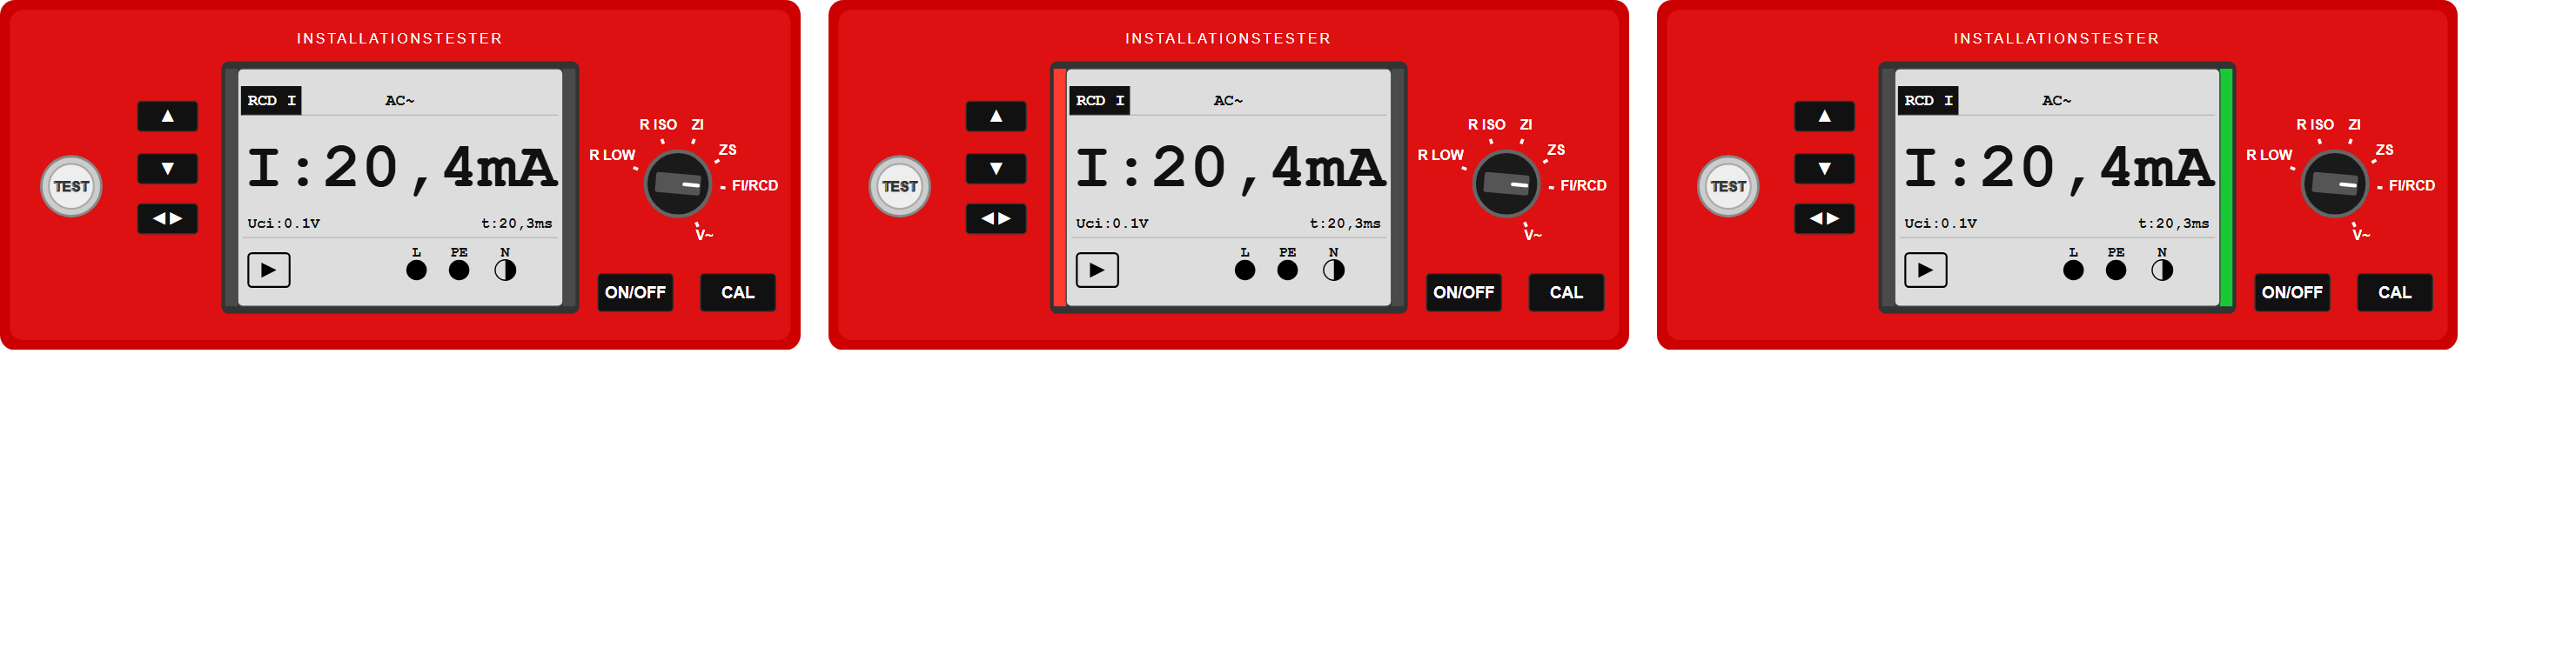 INSTALLATIONSTESTER
RCD I AC~
I:20,4mA
Uci:0.1V t:20,3ms
L PE N
TEST
R LOW R ISO ZI ZS FI/RCD V~
ON/OFF CAL
INSTALLATIONSTESTER
RCD I AC~
I:20,4mA
Uci:0.1V t:20,3ms
L PE N
TEST
R LOW R ISO ZI ZS FI/RCD V~
ON/OFF CAL
INSTALLATIONSTESTER
RCD I AC~
I:20,4mA
Uci:0.1V t:20,3ms
L PE N
TEST
R LOW R ISO ZI ZS FI/RCD V~
ON/OFF CAL